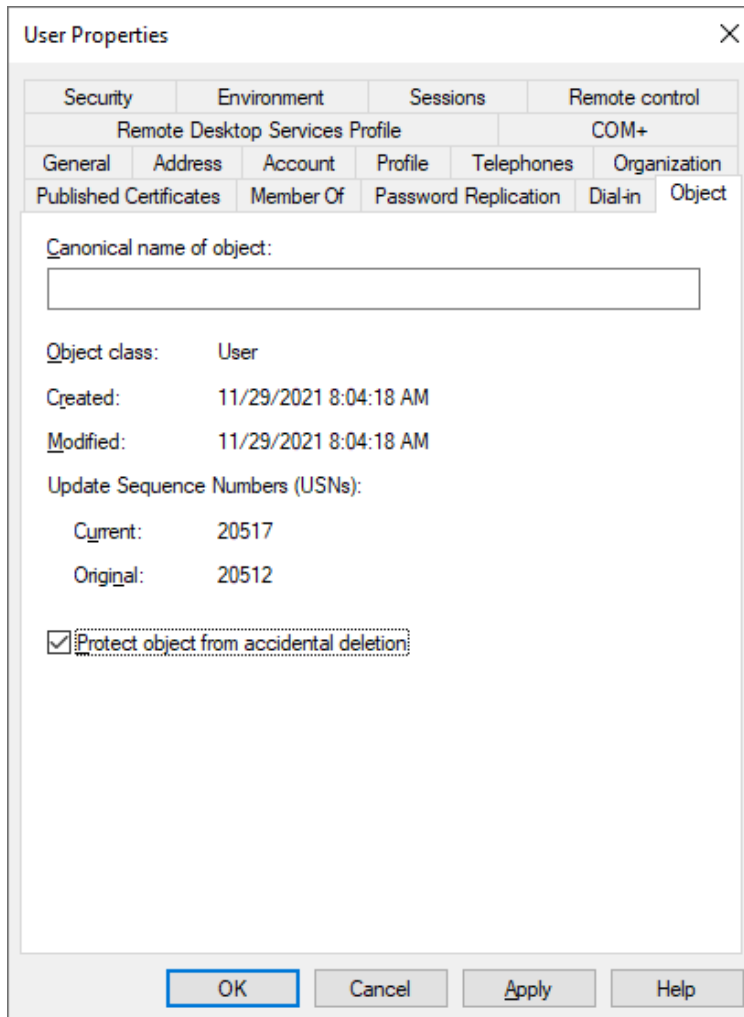 User Properties
Security Environment Sessions Remote control
Remote Desktop Services Profile COM+
General Address Account Profile Telephones Organization
Published Certificates Member Of Password Replication Dial-in Object
Canonical name of object:
Object class: User
Created: 11/29/2021 8:04:18 AM
Modified: 11/29/2021 8:04:18 AM
Update Sequence Numbers (USNs):
Current: 20517
Original: 20512
Protect object from accidental deletion
OK Cancel Apply Help